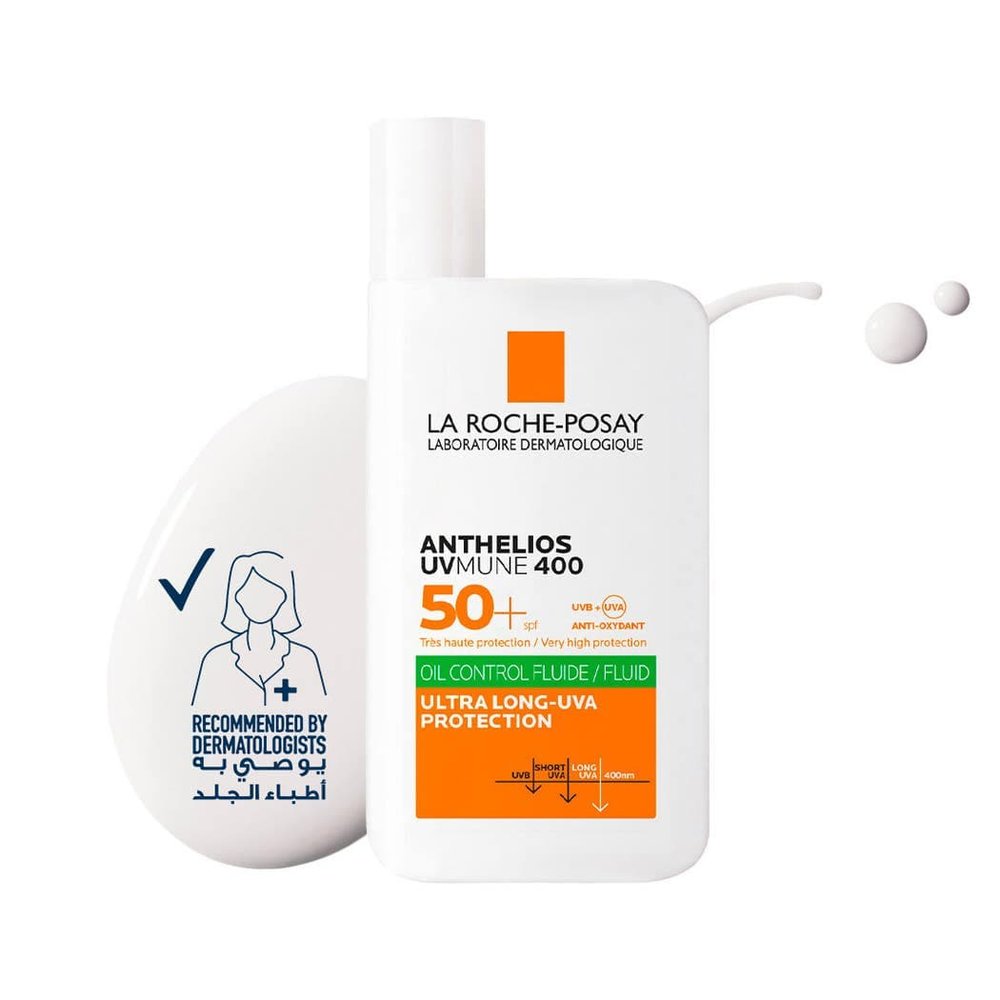 LA ROCHE-POSAY
LABORATOIRE DERMATOLOGIQUE
ANTHELIOS
UVMUNE 400
50+ spf
UVB + UVA
ANTI-OXYDANT
Très haute protection / Very high protection
OIL CONTROL FLUIDE / FLUID
ULTRA LONG-UVA
PROTECTION
UVB
SHORT UVA
LONG UVA
400nm
RECOMMENDED BY
DERMATOLOGISTS
يوصي به
أطباء الجلد